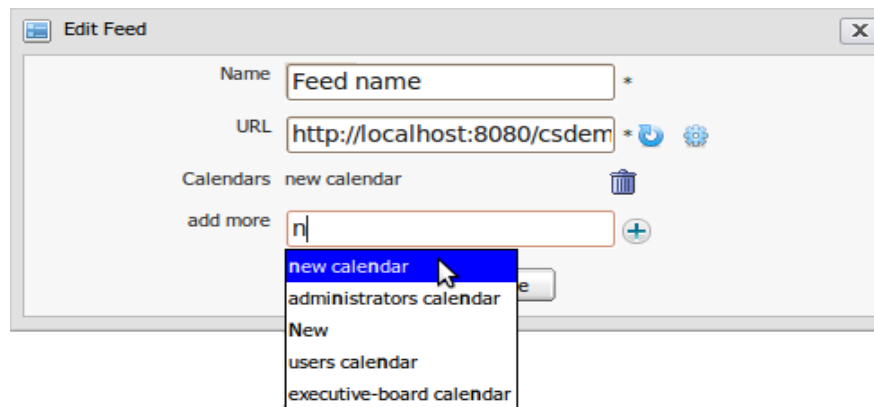 Edit Feed
Name Feed name *
URL http://localhost:8080/csdem *
Calendars new calendar
add more n
new calendar
administrators calendar
New
users calendar
executive-board calendar